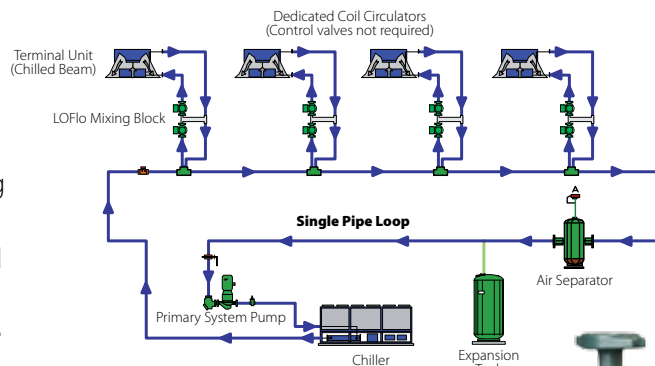 Dedicated Coil Circulators
(Control valves not required)
Terminal Unit
(Chilled Beam)
LOFlo Mixing Block
Single Pipe Loop
A
Air Separator
Primary System Pump
Chiller
Expansion